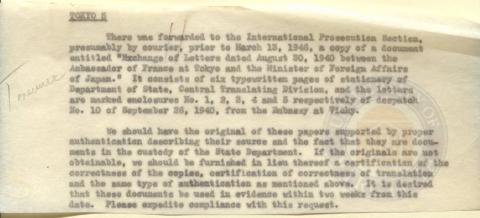 TOKYO 5
There was forwarded to the International Prosecution Section,
presumably by courier, prior to March 13, 1946, a copy of a document
entitled "Exchange of Letters dated August 30, 1940 between the
Ambassador of France at Tokyo and the Minister of Foreign Affairs
of Japan." It consists of six typewritten pages of stationery of
Department of State, Central Translating Division, and the letters
are marked enclosures No. 1, 2, 3, 4 and 5 respectively of despatch
No. 10 of September 26, 1940, from the Embassy at Vichy.
We should have the original of these papers supported by proper
authentication describing their source and the fact that they are docu-
ments in the custody of the State Department. If the originals are not
obtainable, we should be furnished in lieu thereof a certification of the
correctness of the copies, certification of correctness of translation
and the same type of authentication as mentioned above. It is desired
that these documents be used in evidence within two weeks from this
date. Please expedite compliance with this request.